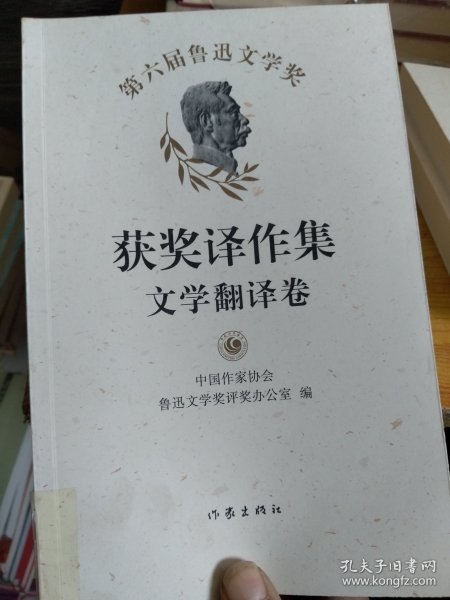 第六届鲁迅文学奖
获奖译作集
文学翻译卷
中国作家协会
鲁迅文学奖评奖办公室 编
作家出版社
孔夫子旧书网
www.kongfz.com